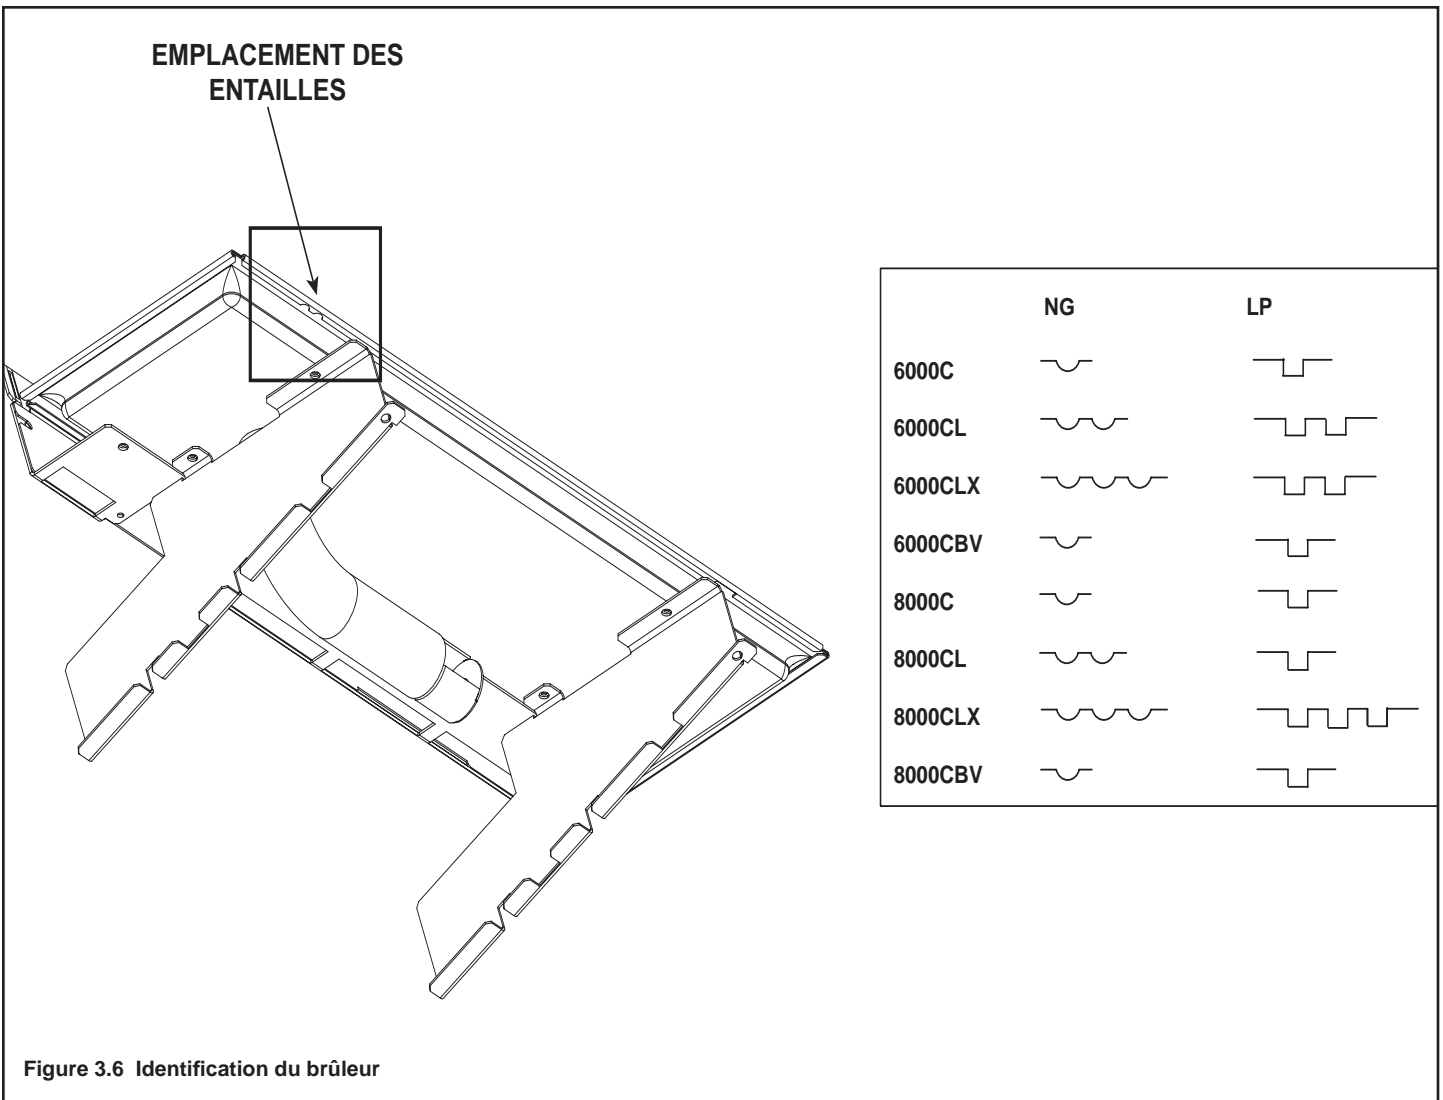 EMPLACEMENT DES
ENTAILLES
NG LP
6000C
6000CL
6000CLX
6000CBV
8000C
8000CL
8000CLX
8000CBV
Figure 3.6 Identification du brûleur